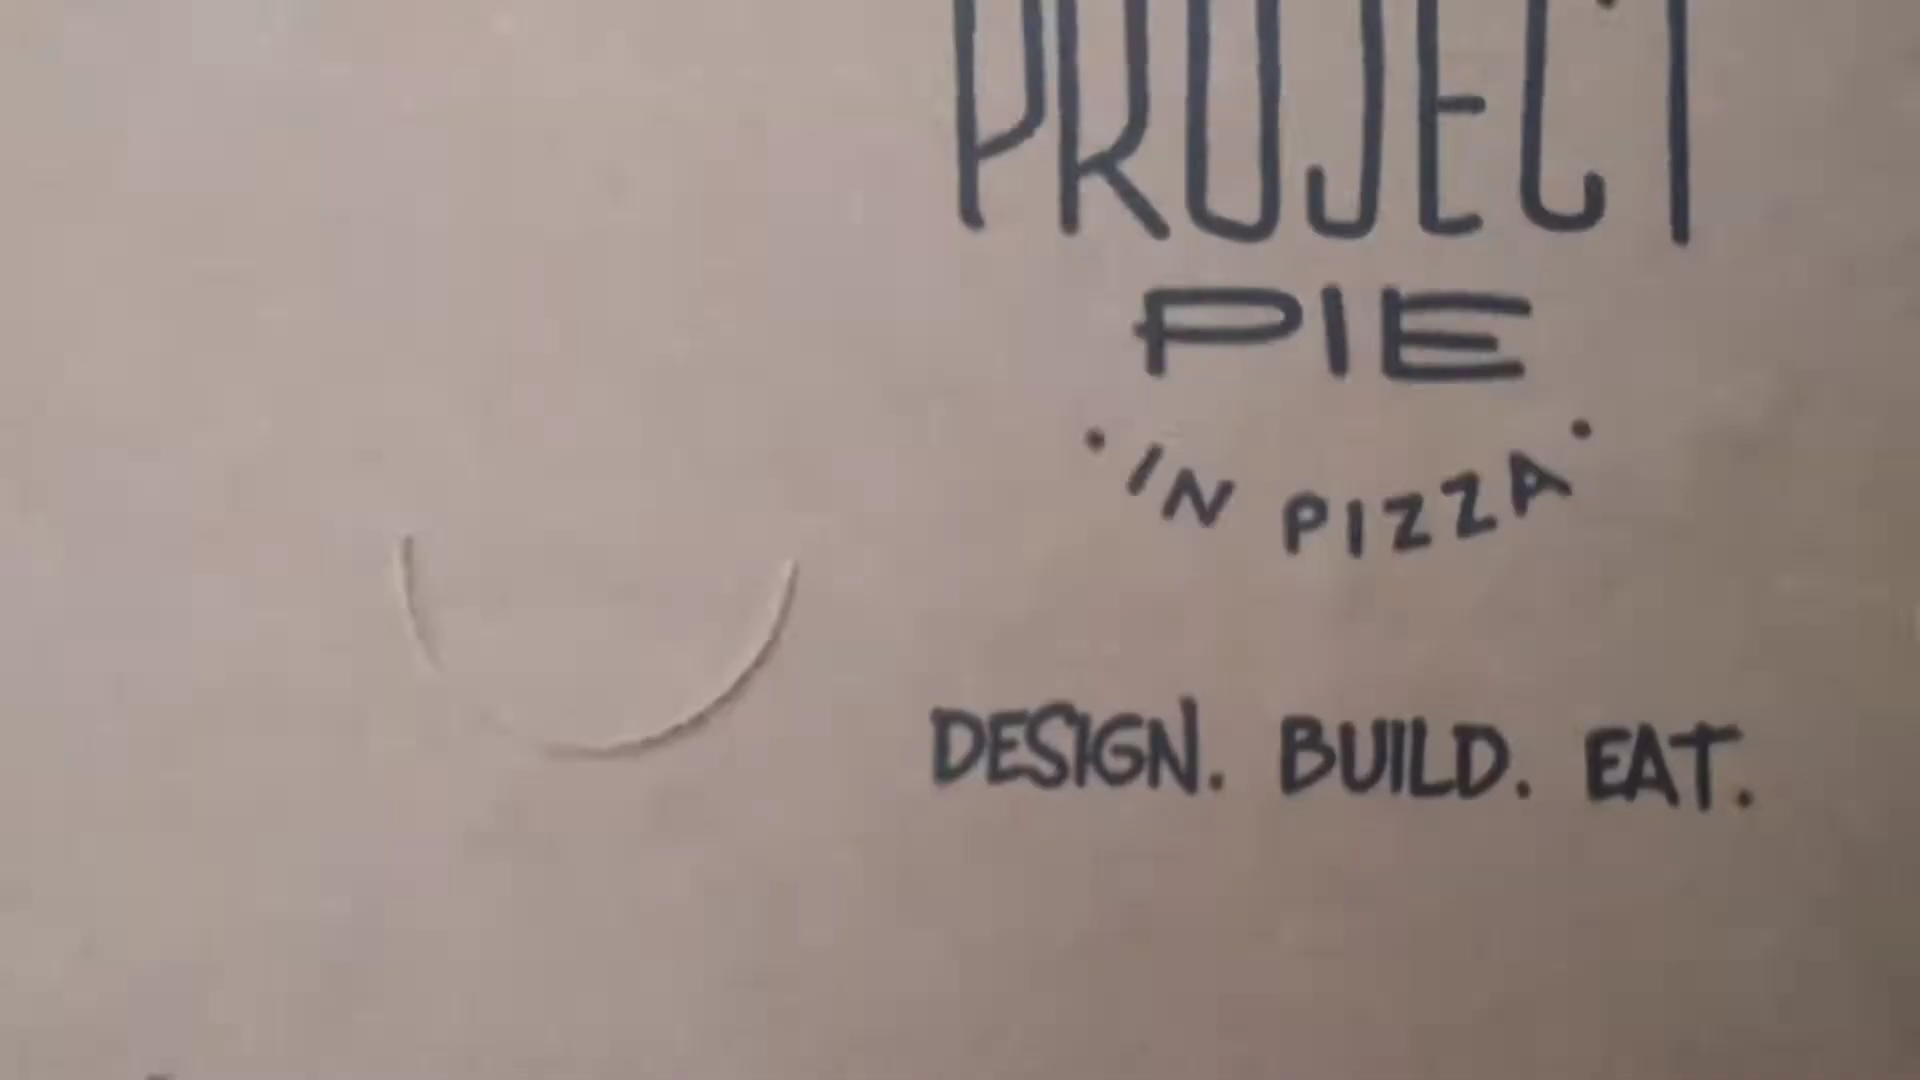 PROJECT
PIE
• IN PIZZA •
DESIGN. BUILD. EAT.